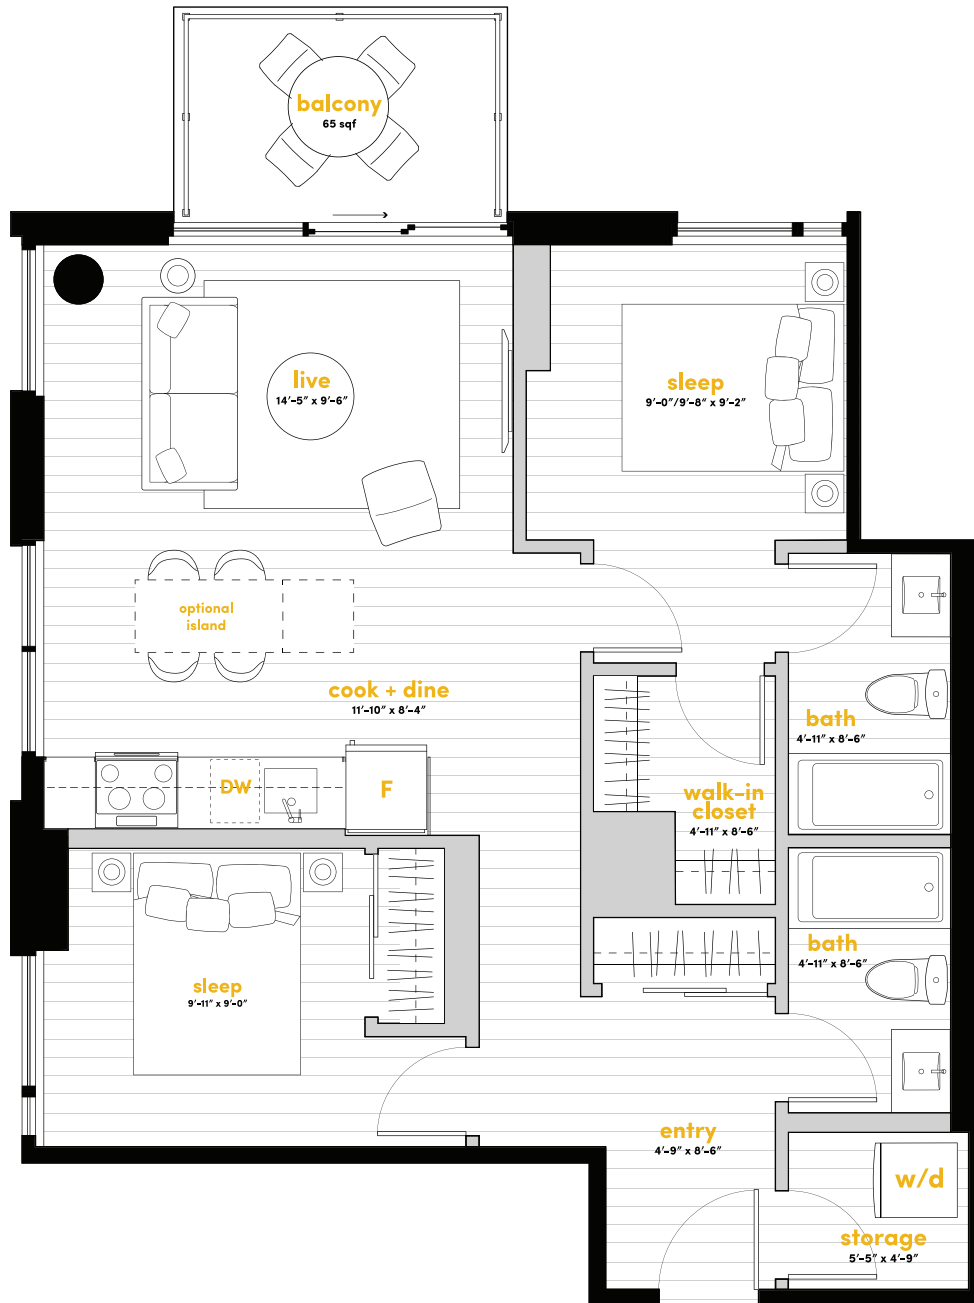 balcony
65 sqf
live
14'-5" x 9'-6"
sleep
9'-0"/9'-8" x 9'-2"
optional
island
cook + dine
11'-10" x 8'-4"
bath
4'-11" x 8'-6"
DW
F
walk-in
closet
4'-11" x 8'-6"
bath
4'-11" x 8'-6"
sleep
9'-11" x 9'-0"
entry
4'-9" x 8'-6"
w/d
storage
5'-5" x 4'-9"